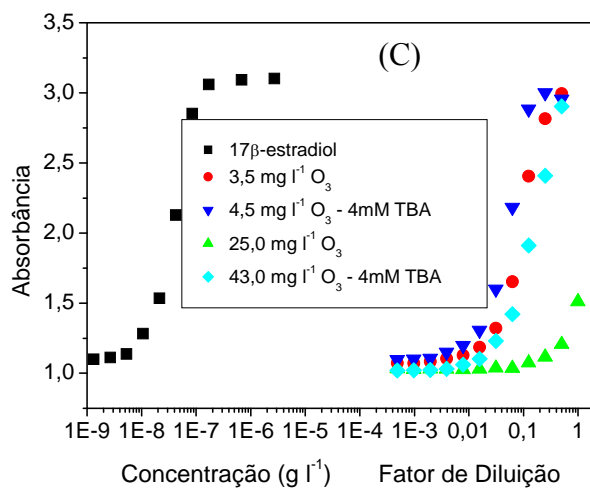 (C)
3,5
3,0
2,5
2,0
1,5
1,0
Absorbância
17β-estradiol
3,5 mg l⁻¹ O₃
4,5 mg l⁻¹ O₃ - 4mM TBA
25,0 mg l⁻¹ O₃
43,0 mg l⁻¹ O₃ - 4mM TBA
1E-9 1E-8 1E-7 1E-6 1E-5 1E-4 1E-3 0,01 0,1 1
Concentração (g l⁻¹) Fator de Diluição